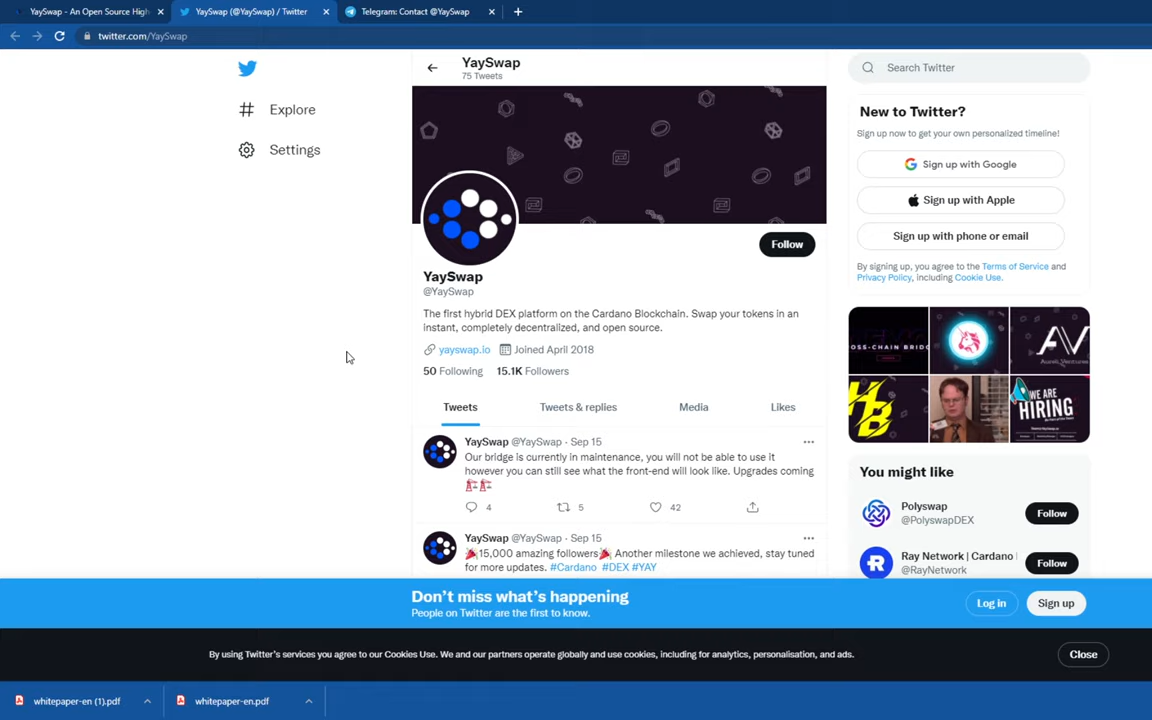 YaySwap - An Open Source High
YaySwap (@YaySwap) / Twitter
Telegram: Contact @YaySwap
twitter.com/YaySwap
YaySwap
75 Tweets
Search Twitter
Explore
Settings
New to Twitter?
Sign up now to get your own personalized timeline!
Sign up with Google
Sign up with Apple
Sign up with phone or email
By signing up, you agree to the Terms of Service and
Privacy Policy, including Cookie Use.
Follow
YaySwap
@YaySwap
The first hybrid DEX platform on the Cardano Blockchain. Swap your tokens in an
instant, completely decentralized, and open source.
yayswap.io Joined April 2018
50 Following 15.1K Followers
Tweets
Tweets & replies
Media
Likes
OSS-CHAIN BRIDG
AV
HB
WE ARE
HIRING
YaySwap @YaySwap · Sep 15
Our bridge is currently in maintenance, you will not be able to use it
however you can still see what the front-end will look like. Upgrades coming
4
5
42
YaySwap @YaySwap · Sep 15
15,000 amazing followers Another milestone we achieved, stay tuned
for more updates. #Cardano #DEX #YAY
You might like
Polyswap
@PolyswapDEX
Follow
Ray Network | Cardano
@RayNetwork
Follow
Don't miss what's happening
People on Twitter are the first to know.
Log in
Sign up
By using Twitter's services you agree to our Cookies Use. We and our partners operate globally and use cookies, including for analytics, personalisation, and ads.
Close
whitepaper-en (1).pdf
whitepaper-en.pdf